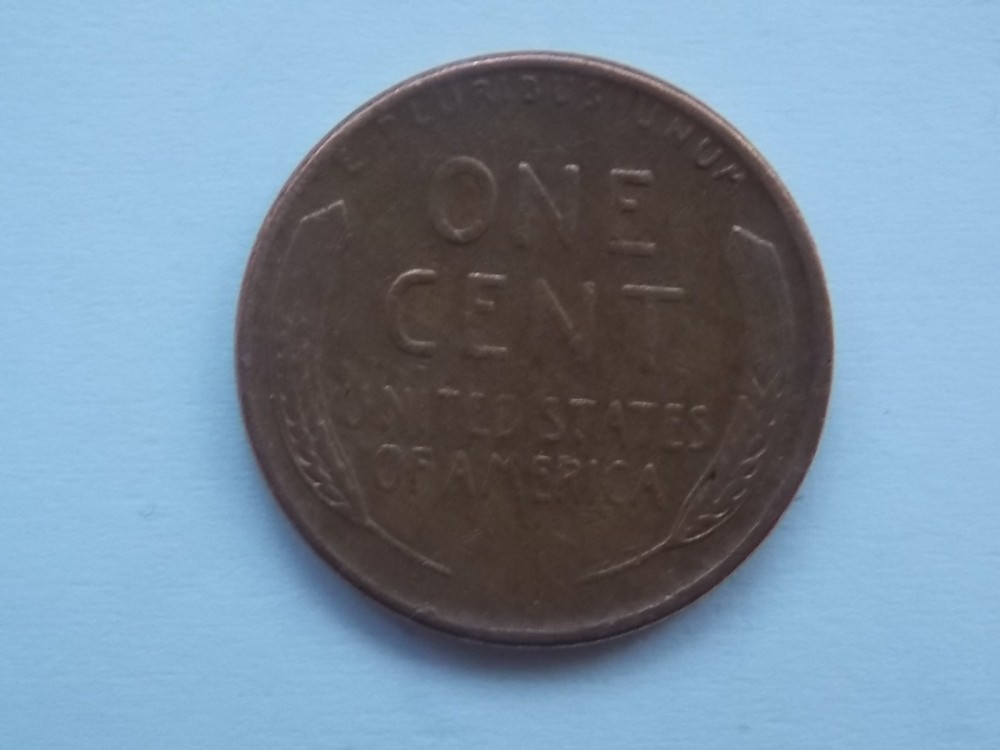 E PLURIBUS UNUM
ONE
CENT
UNITED STATES
OF AMERICA